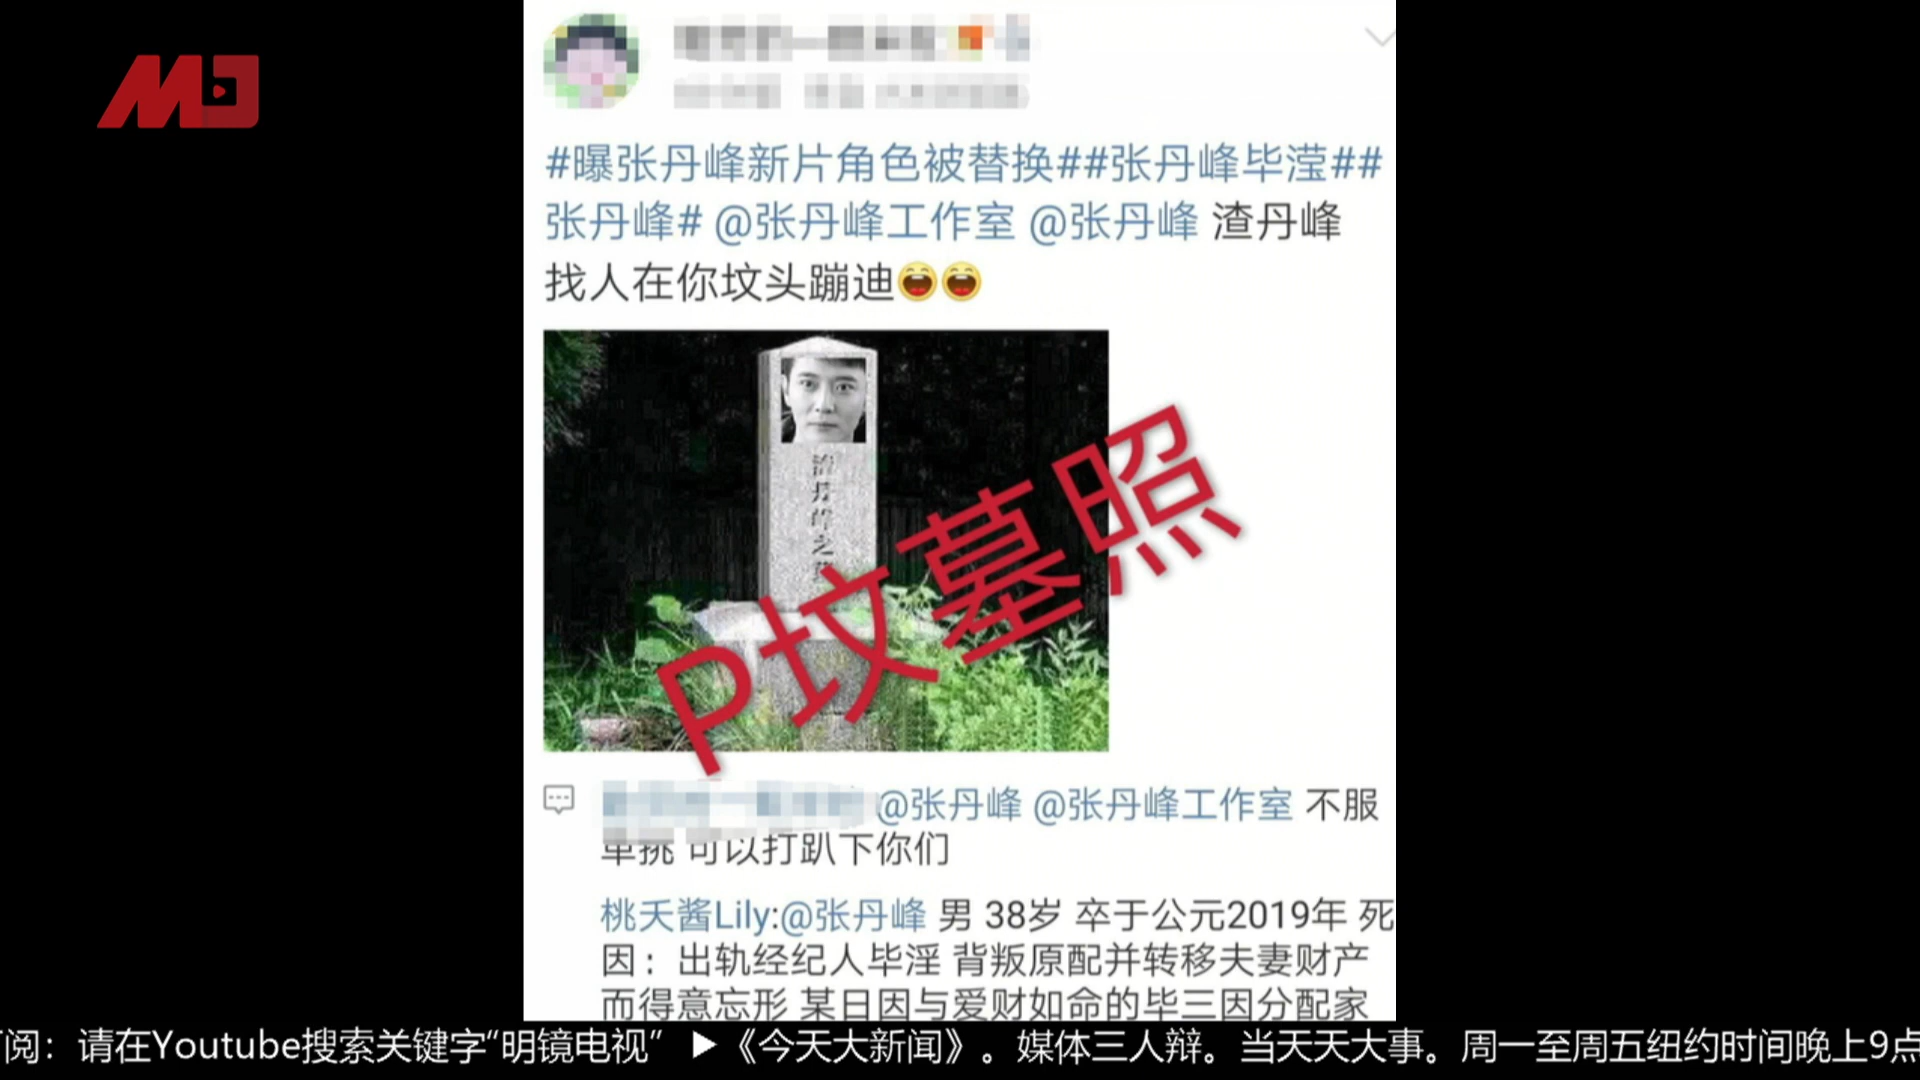 #曝张丹峰新片角色被替换##张丹峰毕滢##
张丹峰# @张丹峰工作室 @张丹峰 渣丹峰
找人在你坟头蹦迪
P坟墓照
@张丹峰 @张丹峰工作室 不服
单挑 可以打趴下你们
桃夭酱Lily:@张丹峰 男 38岁 卒于公元2019年 死
因：出轨经纪人毕淫 背叛原配并转移夫妻财产
而得意忘形 某日因与爱财如命的毕三因分配家
阅：请在Youtube搜索关键字“明镜电视” ▶《今天大新闻》。媒体三人辩。当天天大事。周一至周五纽约时间晚上9点